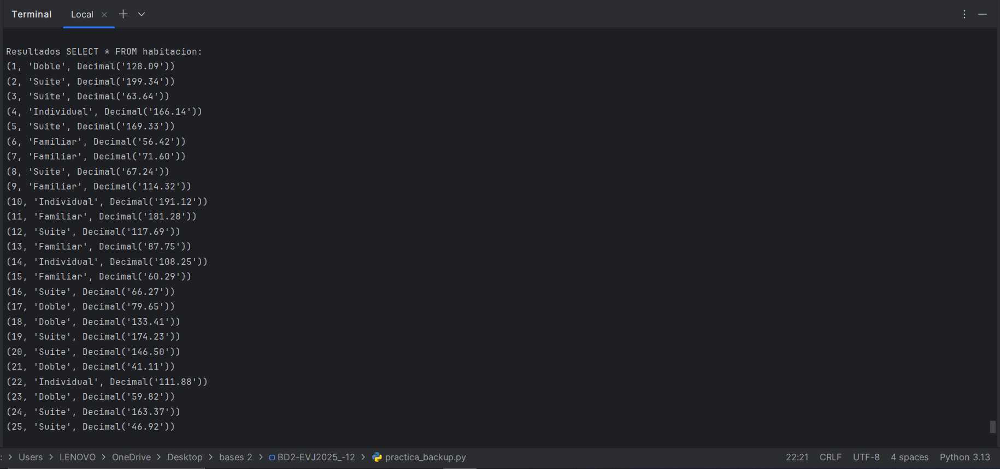 Terminal Local
Resultados SELECT * FROM habitacion:
(1, 'Doble', Decimal('128.09'))
(2, 'Suite', Decimal('199.34'))
(3, 'Suite', Decimal('63.64'))
(4, 'Individual', Decimal('166.14'))
(5, 'Suite', Decimal('169.33'))
(6, 'Familiar', Decimal('56.42'))
(7, 'Familiar', Decimal('71.60'))
(8, 'Suite', Decimal('67.24'))
(9, 'Familiar', Decimal('114.32'))
(10, 'Individual', Decimal('191.12'))
(11, 'Familiar', Decimal('181.28'))
(12, 'Suite', Decimal('117.69'))
(13, 'Familiar', Decimal('87.75'))
(14, 'Individual', Decimal('108.25'))
(15, 'Familiar', Decimal('60.29'))
(16, 'Suite', Decimal('66.27'))
(17, 'Doble', Decimal('79.65'))
(18, 'Doble', Decimal('133.41'))
(19, 'Suite', Decimal('174.23'))
(20, 'Suite', Decimal('146.50'))
(21, 'Doble', Decimal('41.11'))
(22, 'Individual', Decimal('111.88'))
(23, 'Doble', Decimal('59.82'))
(24, 'Suite', Decimal('163.37'))
(25, 'Suite', Decimal('46.92'))
: > Users > LENOVO > OneDrive > Desktop > bases 2 > BD2-EVJ2025_-12 > practica_backup.py 22:21 CRLF UTF-8 4 spaces Python 3.13